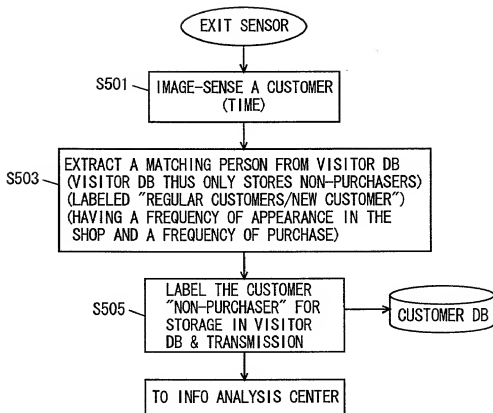 EXIT SENSOR
S501
IMAGE-SENSE A CUSTOMER
(TIME)
S503
EXTRACT A MATCHING PERSON FROM VISITOR DB
(VISITOR DB THUS ONLY STORES NON-PURCHASERS)
(LABELED "REGULAR CUSTOMERS/NEW CUSTOMER")
(HAVING A FREQUENCY OF APPEARANCE IN THE
SHOP AND A FREQUENCY OF PURCHASE)
S505
LABEL THE CUSTOMER
"NON-PURCHASER" FOR
STORAGE IN VISITOR
DB & TRANSMISSION
CUSTOMER DB
TO INFO ANALYSIS CENTER